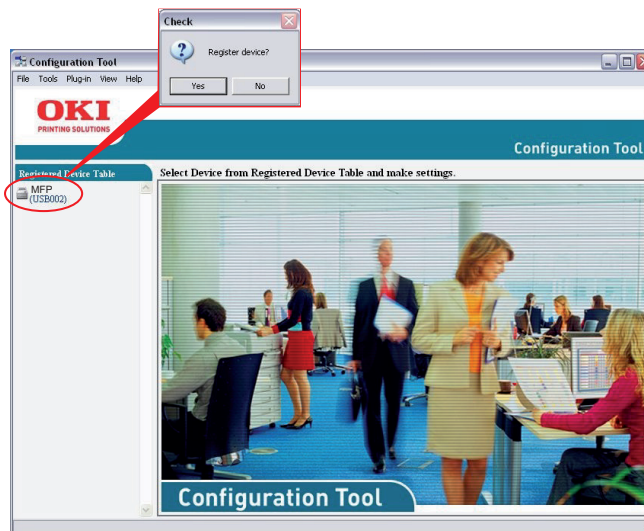 Check
Register device?
Yes
No
Configuration Tool
File Tools Plug-in View Help
OKI
PRINTING SOLUTIONS
Configuration Tool
Registered Device Table
Select Device from Registered Device Table and make settings.
MFP
(USB002)
Configuration Tool